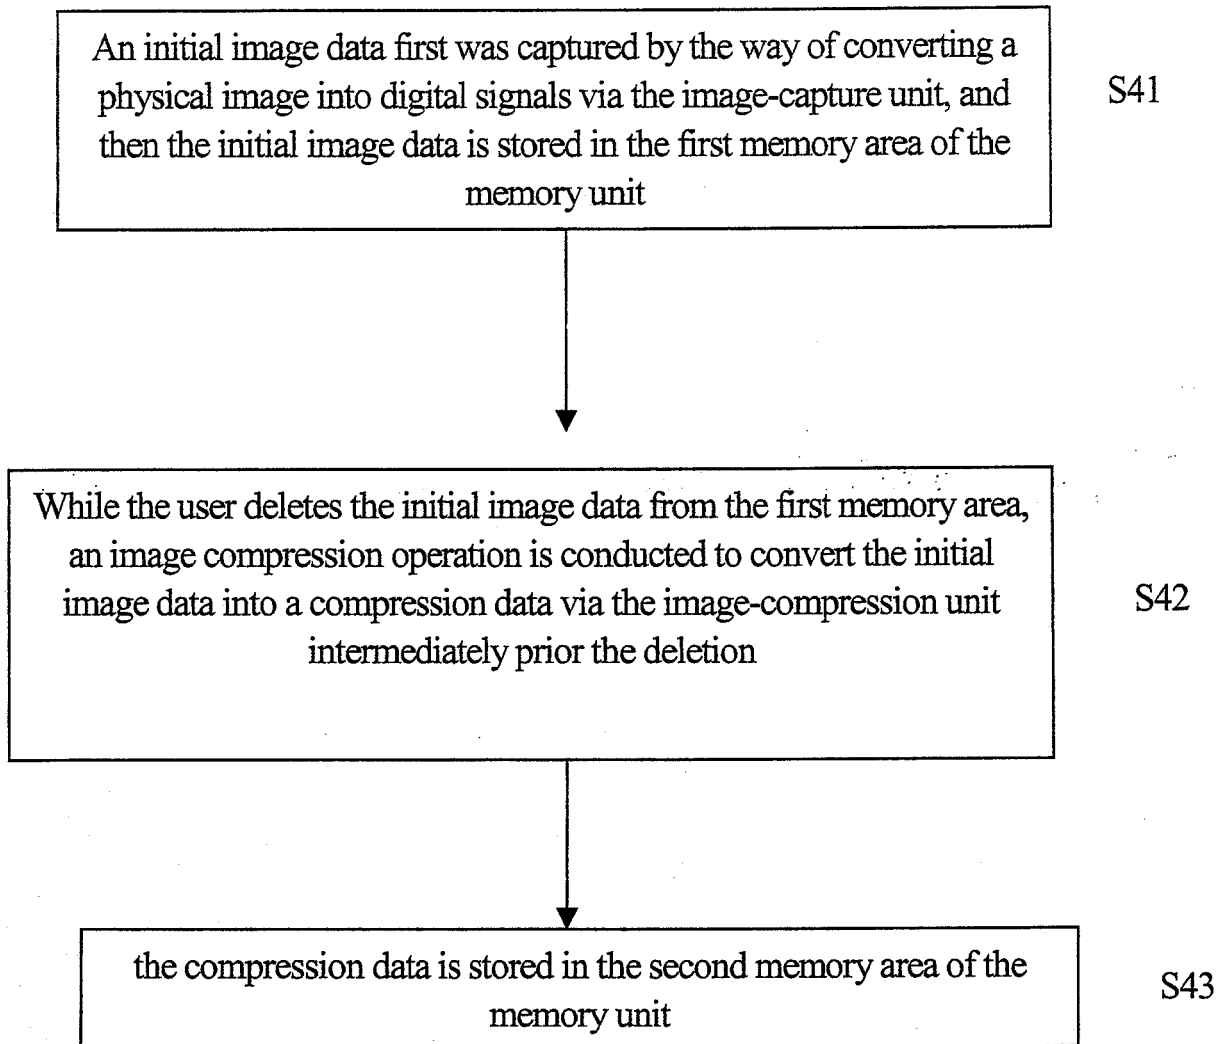 An initial image data first was captured by the way of converting a
physical image into digital signals via the image-capture unit, and
then the initial image data is stored in the first memory area of the
memory unit
S41
While the user deletes the initial image data from the first memory area,
an image compression operation is conducted to convert the initial
image data into a compression data via the image-compression unit
intermediately prior the deletion
S42
the compression data is stored in the second memory area of the
memory unit
S43